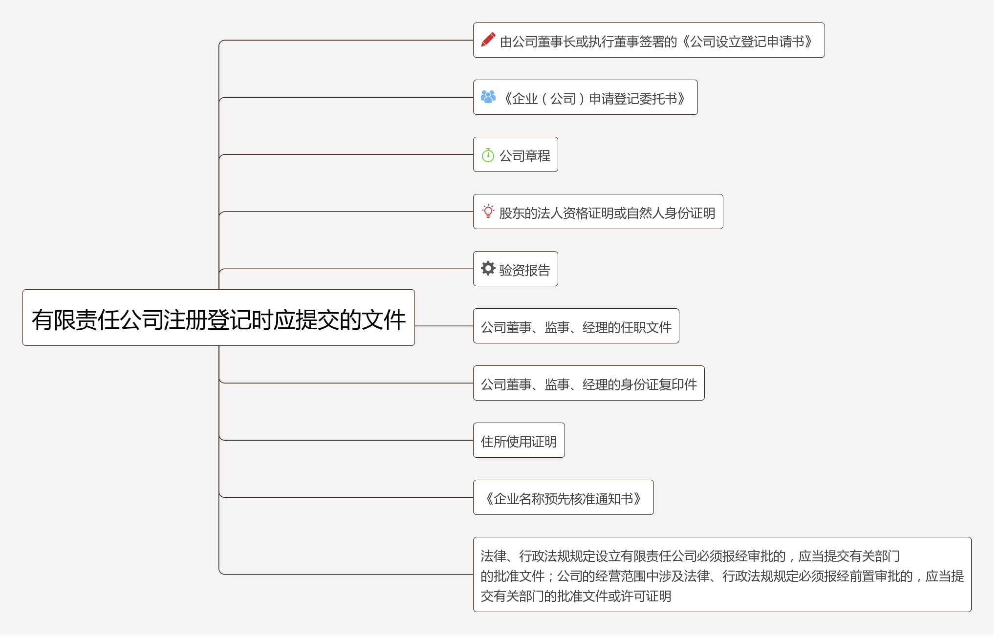 由公司董事长或执行董事签署的《公司设立登记申请书》
《企业（公司）申请登记委托书》
公司章程
股东的法人资格证明或自然人身份证明
验资报告
有限责任公司注册登记时应提交的文件
公司董事、监事、经理的任职文件
公司董事、监事、经理的身份证复印件
住所使用证明
《企业名称预先核准通知书》
法律、行政法规规定设立有限责任公司必须报经审批的，应当提交有关部门
的批准文件；公司的经营范围中涉及法律、行政法规规定必须报经前置审批的，应当提
交有关部门的批准文件或许可证明